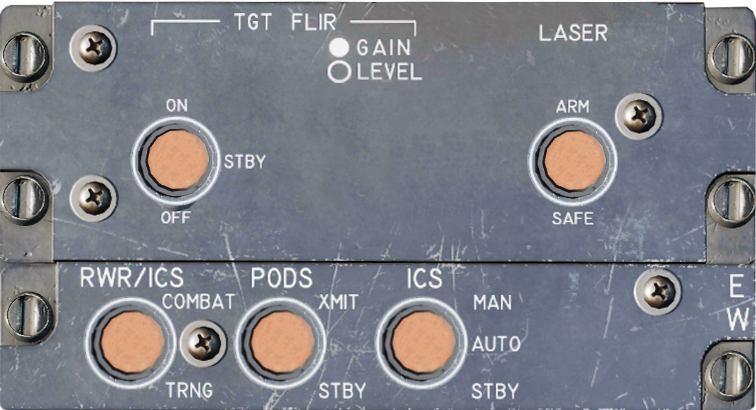 TGT FLIR
GAIN
LEVEL
LASER
ON
STBY
OFF
ARM
SAFE
RWR/ICS
COMBAT
TRNG
PODS
XMIT
STBY
ICS
MAN
AUTO
STBY
E
W